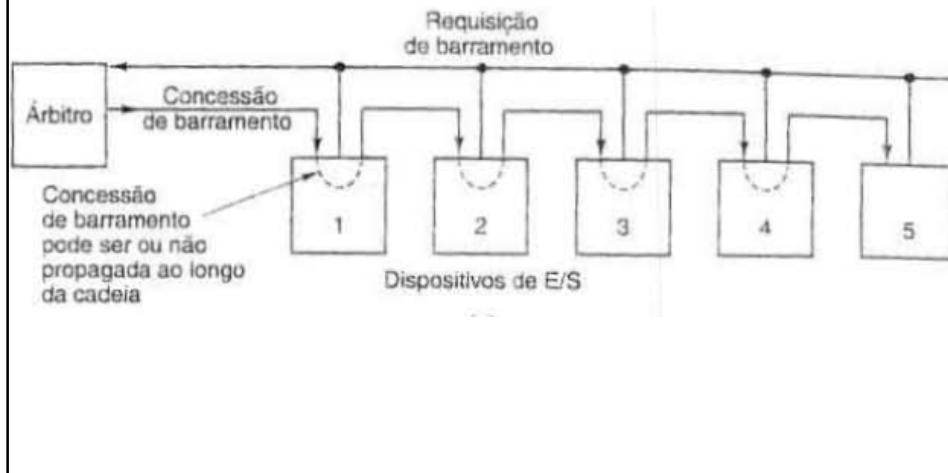 Requisição
de barramento
Árbitro
Concessão
de barramento
Concessão
de barramento
pode ser ou não
propagada ao longo
da cadeia
1
2
3
4
5
Dispositivos de E/S